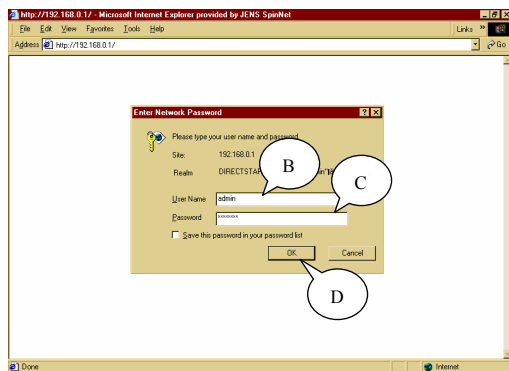 http://192.168.0.1/ - Microsoft Internet Explorer provided by JENS SpinNet
File Edit View Favorites Tools Help Links »
Address http://192.168.0.1/ Go
Enter Network Password
Please type your user name and password.
Site: 192.168.0.1
Realm
B
C
User Name admin
Password xxxxxxxx
Save this password in your password list
OK Cancel
D
Done Internet